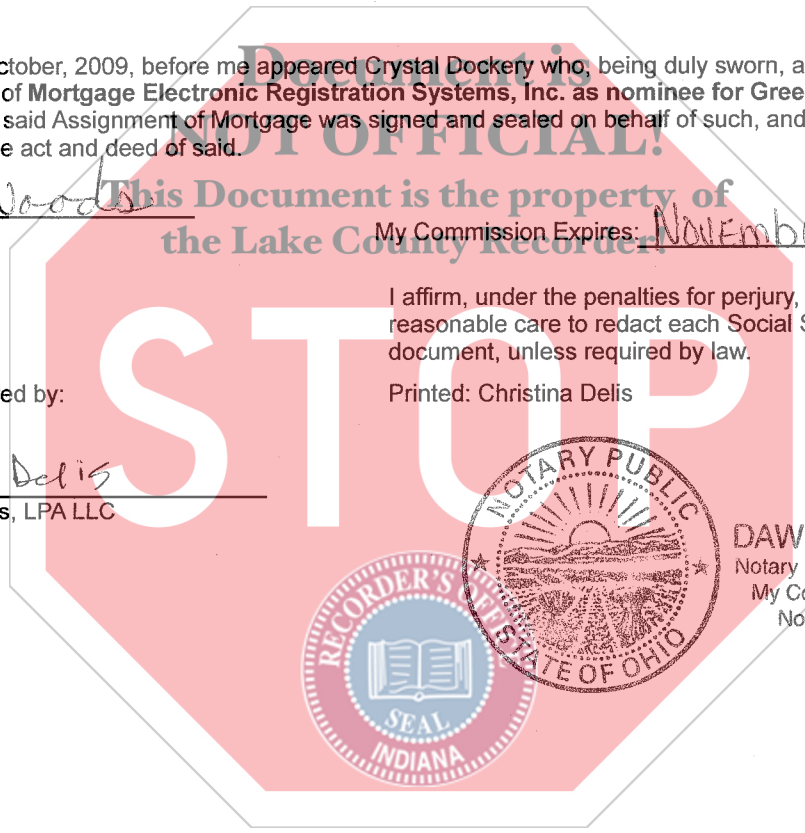 Document is
ctober, 2009, before me appeared Crystal Dockery who, being duly sworn, a
of Mortgage Electronic Registration Systems, Inc. as nominee for Gree
said Assignment of Mortgage was signed and sealed on behalf of such, and
NOT OFFICIAL!
e act and deed of said.
Woods
This Document is the property of
the Lake County Recorder!
My Commission Expires: Novemb
I affirm, under the penalties for perjury,
reasonable care to redact each Social S
document, unless required by law.
STOP
ed by:
Printed: Christina Delis
Delis
s, LPA LLC
NOTARY PUBLIC
STATE OF OHIO
DAW
Notary
My Co
No
RECORDER'S OFFICE
SEAL
INDIANA